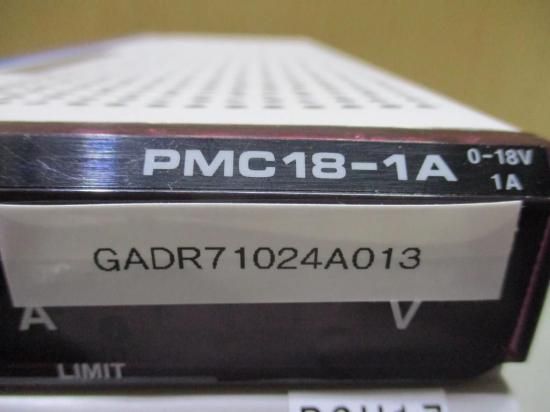 PMC18-1A 0-18V
1A
GADR71024A013
A V
LIMIT